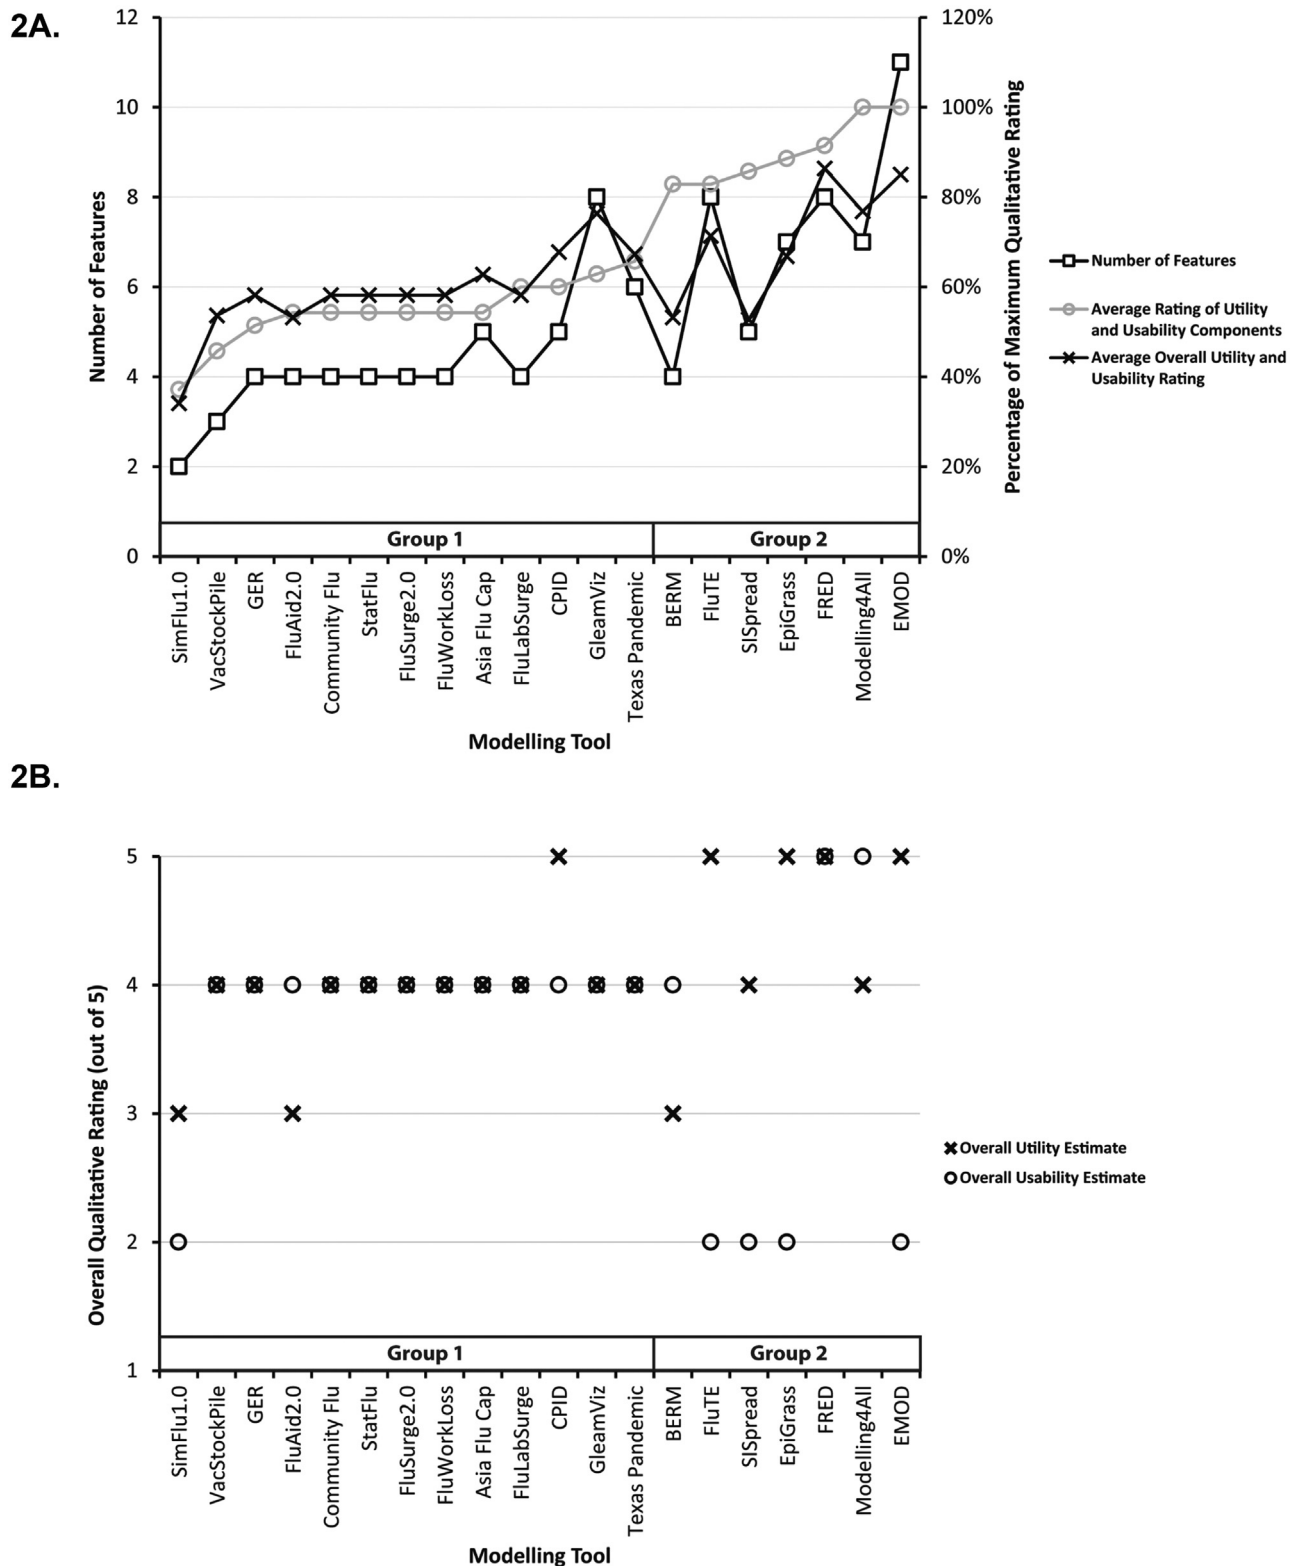 2A.
12
10
8
6
4
2
0
Number of Features
120%
100%
80%
60%
40%
20%
0%
Percentage of Maximum Qualitative Rating
Number of Features
Average Rating of Utility
and Usability Components
Average Overall Utility and
Usability Rating
Group 1
Group 2
SimFlu1.0
VacStockPile
GER
FluAid2.0
Community Flu
StatFlu
FluSurge2.0
FluWorkLoss
Asia Flu Cap
FluLabSurge
CPID
GleamViz
Texas Pandemic
BERM
FluTE
SISpread
EpiGrass
FRED
Modelling4All
EMOD
Modelling Tool
2B.
5
4
3
2
1
Overall Qualitative Rating (out of 5)
Overall Utility Estimate
Overall Usability Estimate
Group 1
Group 2
SimFlu1.0
VacStockPile
GER
FluAid2.0
Community Flu
StatFlu
FluSurge2.0
FluWorkLoss
Asia Flu Cap
FluLabSurge
CPID
GleamViz
Texas Pandemic
BERM
FluTE
SISpread
EpiGrass
FRED
Modelling4All
EMOD
Modelling Tool